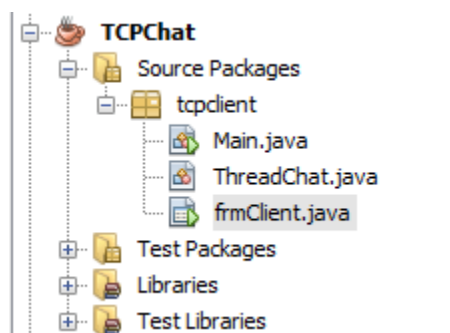 TCPChat
Source Packages
tcpclient
Main.java
ThreadChat.java
frmClient.java
Test Packages
Libraries
Test Libraries